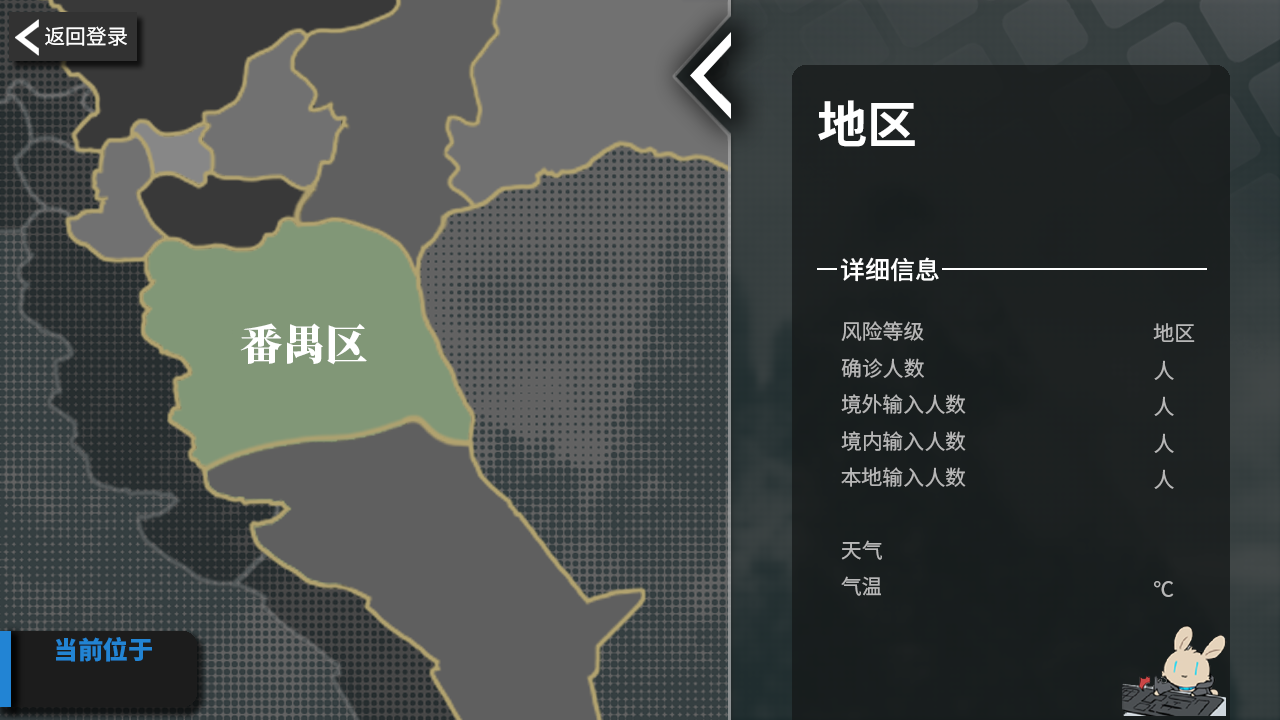 返回登录
番禺区
当前位于
地区
详细信息
风险等级 地区
确诊人数 人
境外输入人数 人
境内输入人数 人
本地输入人数 人
天气
气温 ℃